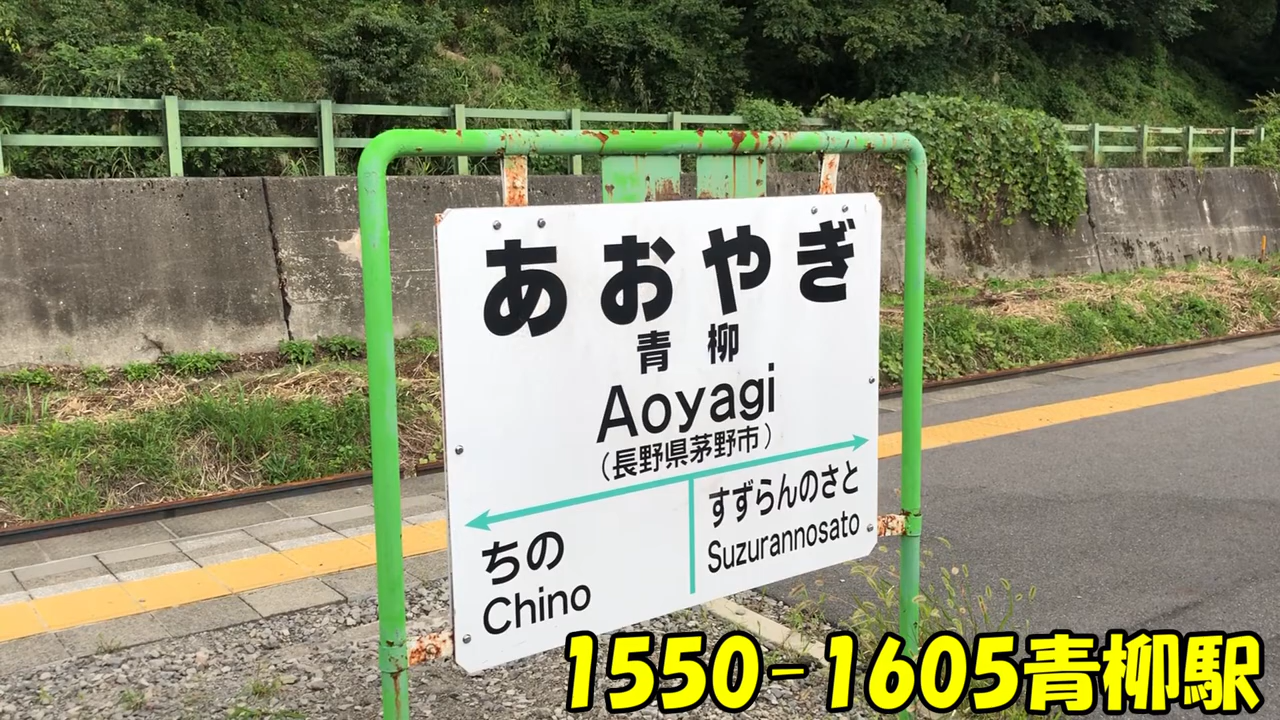 あおやぎ
青柳
Aoyagi
(長野県茅野市)
ちの
Chino
すずらんのさと
Suzurannosato
1550-1605青柳駅